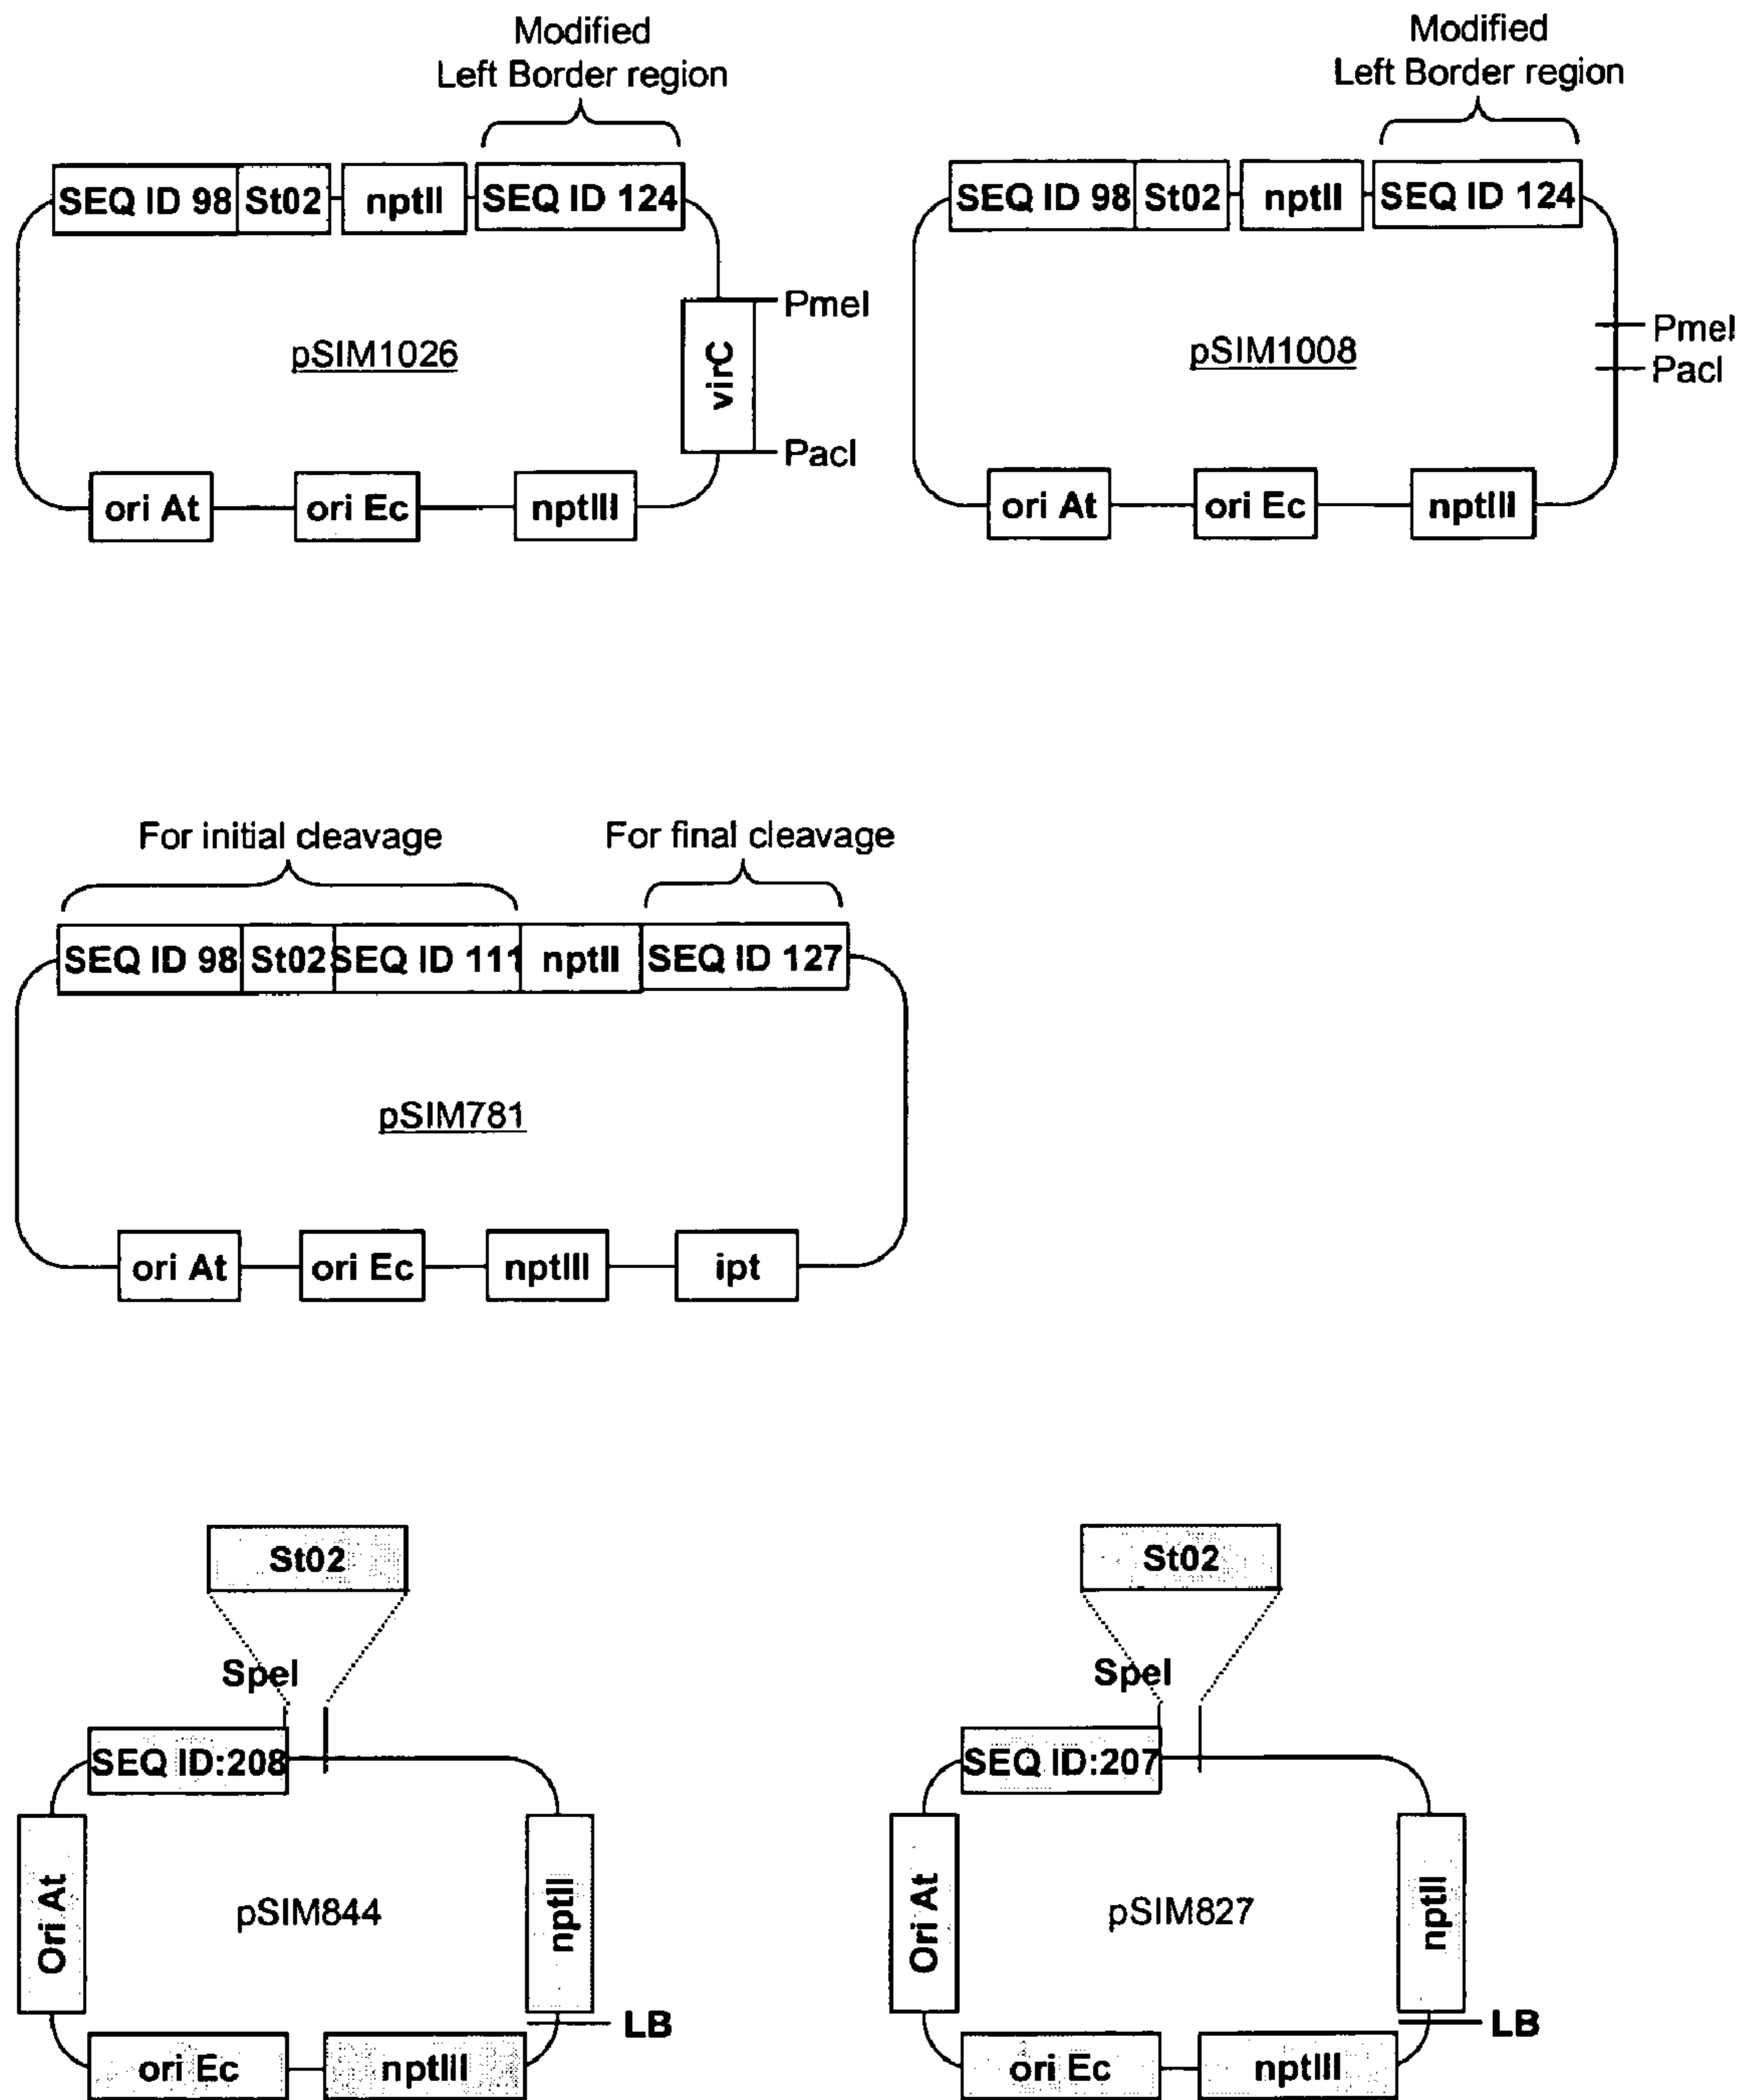 Modified
Left Border region
SEQ ID 98 St02 nptII SEQ ID 124
PmeI
virC
PacI
pSIM1026
ori At ori Ec nptIII
Modified
Left Border region
SEQ ID 98 St02 nptII SEQ ID 124
PmeI
PacI
pSIM1008
ori At ori Ec nptIII
For initial cleavage For final cleavage
SEQ ID 98 St02 SEQ ID 111 nptII SEQ ID 127
pSIM781
ori At ori Ec nptIII ipt
St02
SpeI
SEQ ID:208
Ori At
pSIM844
nptII
LB
ori Ec nptIII
St02
SpeI
SEQ ID:207
Ori At
pSIM827
nptII
LB
ori Ec nptIII